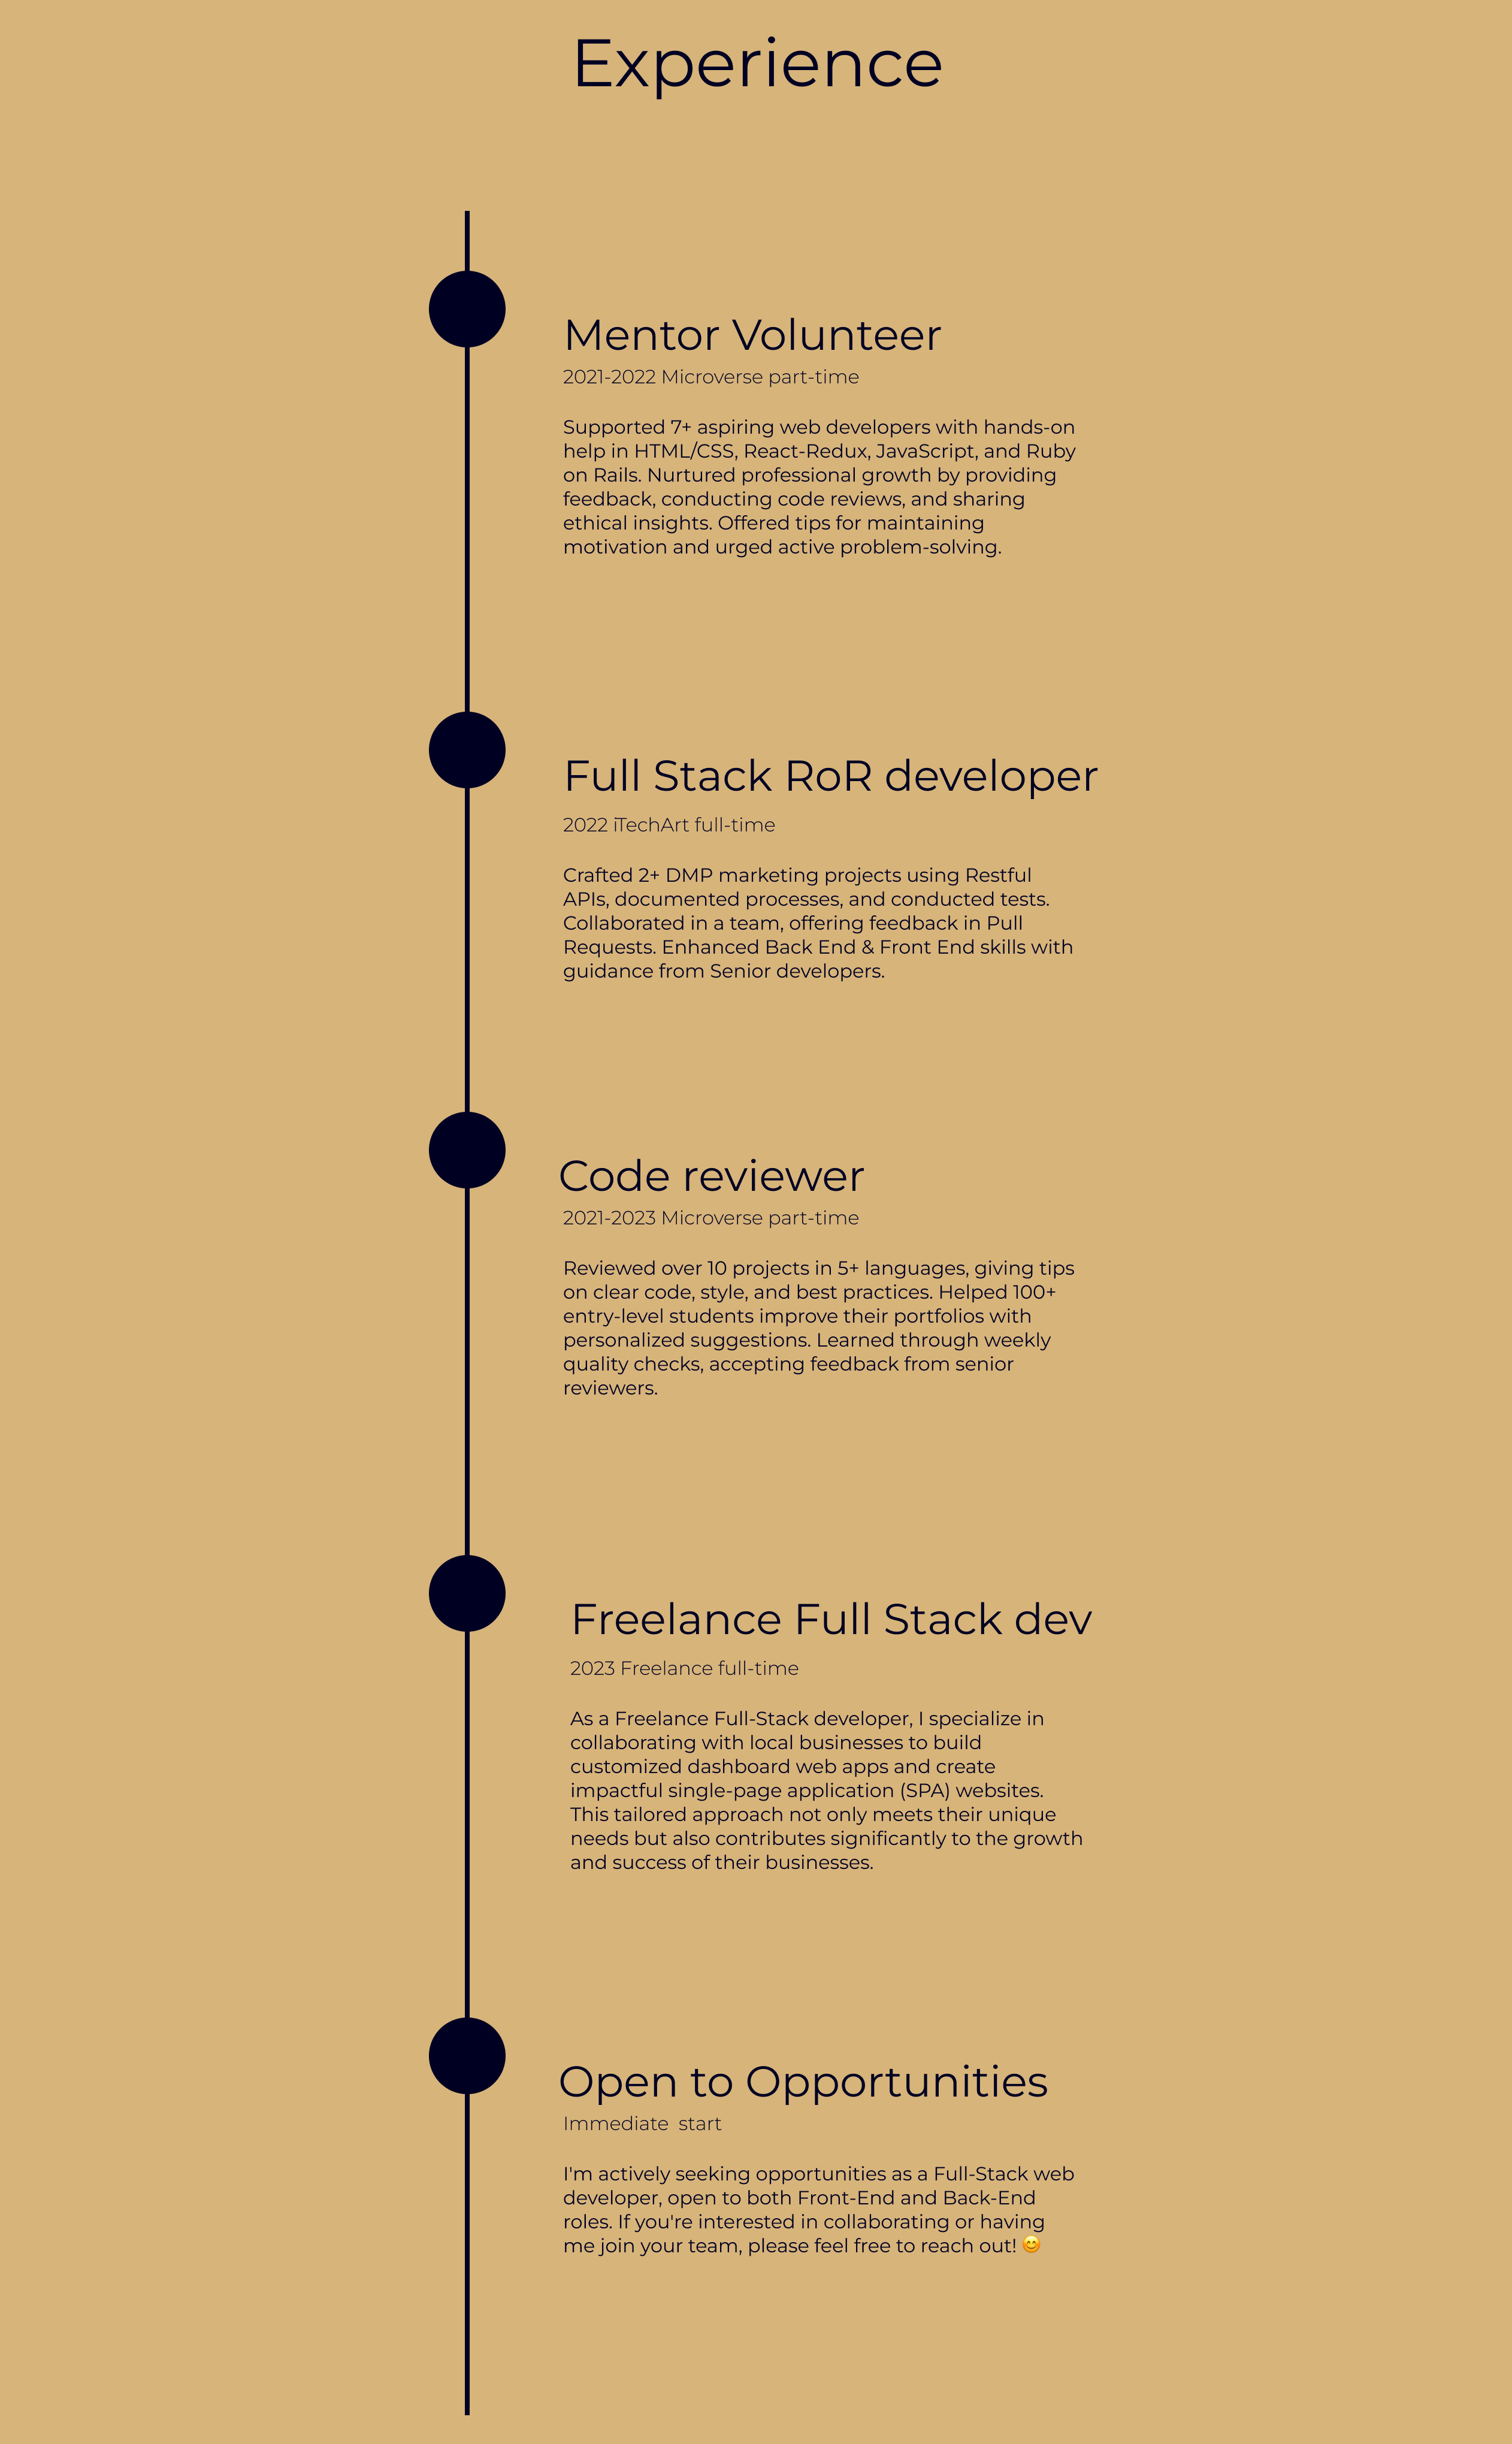 Experience
Mentor Volunteer
2021-2022 Microverse part-time
Supported 7+ aspiring web developers with hands-on
help in HTML/CSS, React-Redux, JavaScript, and Ruby
on Rails. Nurtured professional growth by providing
feedback, conducting code reviews, and sharing
ethical insights. Offered tips for maintaining
motivation and urged active problem-solving.
Full Stack RoR developer
2022 iTechArt full-time
Crafted 2+ DMP marketing projects using Restful
APIs, documented processes, and conducted tests.
Collaborated in a team, offering feedback in Pull
Requests. Enhanced Back End & Front End skills with
guidance from Senior developers.
Code reviewer
2021-2023 Microverse part-time
Reviewed over 10 projects in 5+ languages, giving tips
on clear code, style, and best practices. Helped 100+
entry-level students improve their portfolios with
personalized suggestions. Learned through weekly
quality checks, accepting feedback from senior
reviewers.
Freelance Full Stack dev
2023 Freelance full-time
As a Freelance Full-Stack developer, I specialize in
collaborating with local businesses to build
customized dashboard web apps and create
impactful single-page application (SPA) websites.
This tailored approach not only meets their unique
needs but also contributes significantly to the growth
and success of their businesses.
Open to Opportunities
Immediate  start
I'm actively seeking opportunities as a Full-Stack web
developer, open to both Front-End and Back-End
roles. If you're interested in collaborating or having
me join your team, please feel free to reach out! 😊